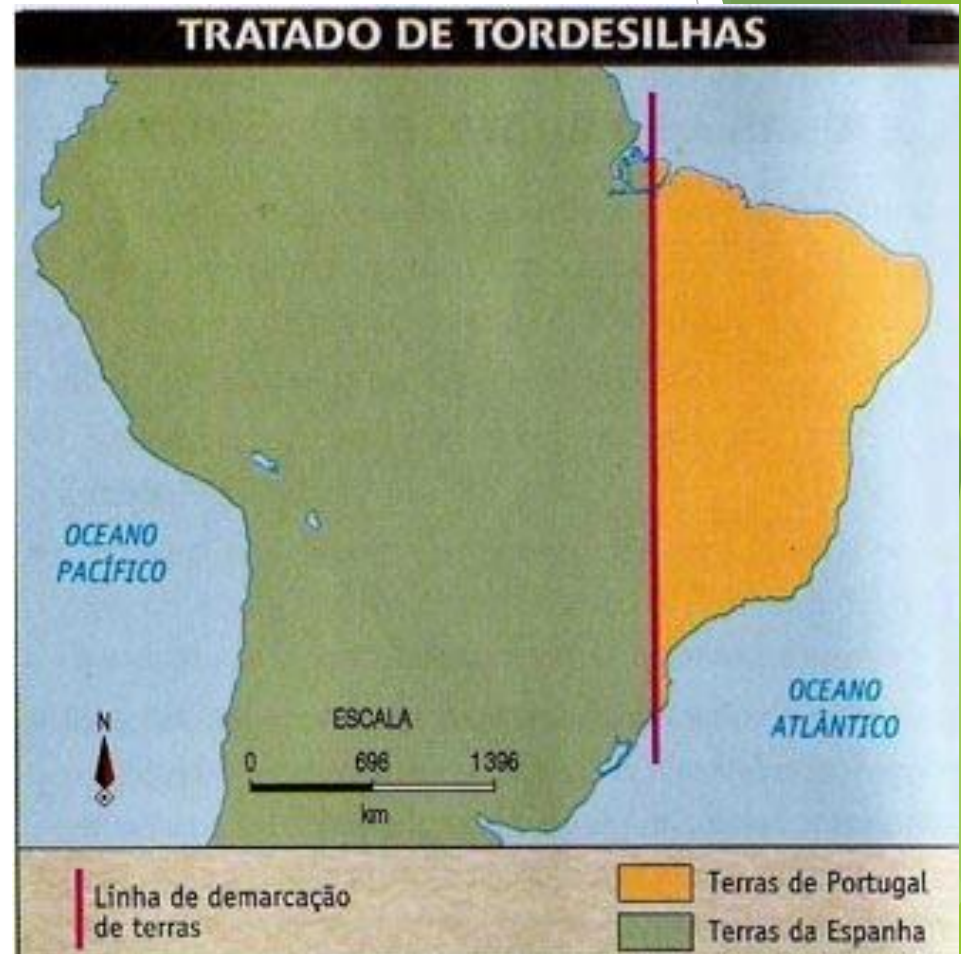 TRATADO DE TORDESILHAS
OCEANO
PACÍFICO
OCEANO
ATLÂNTICO
N
ESCALA
0 696 1396
km
Linha de demarcação
de terras
Terras de Portugal
Terras da Espanha